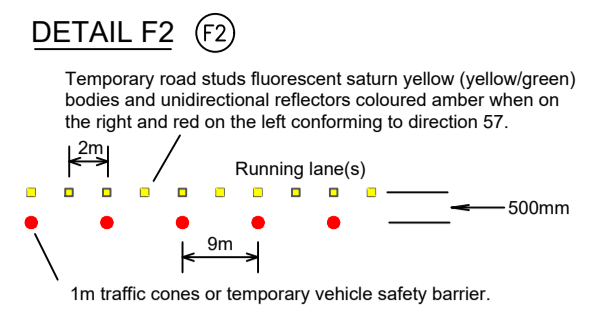 DETAIL F2 F2
Temporary road studs fluorescent saturn yellow (yellow/green)
bodies and unidirectional reflectors coloured amber when on
the right and red on the left conforming to direction 57.
2m
Running lane(s)
500mm
9m
1m traffic cones or temporary vehicle safety barrier.